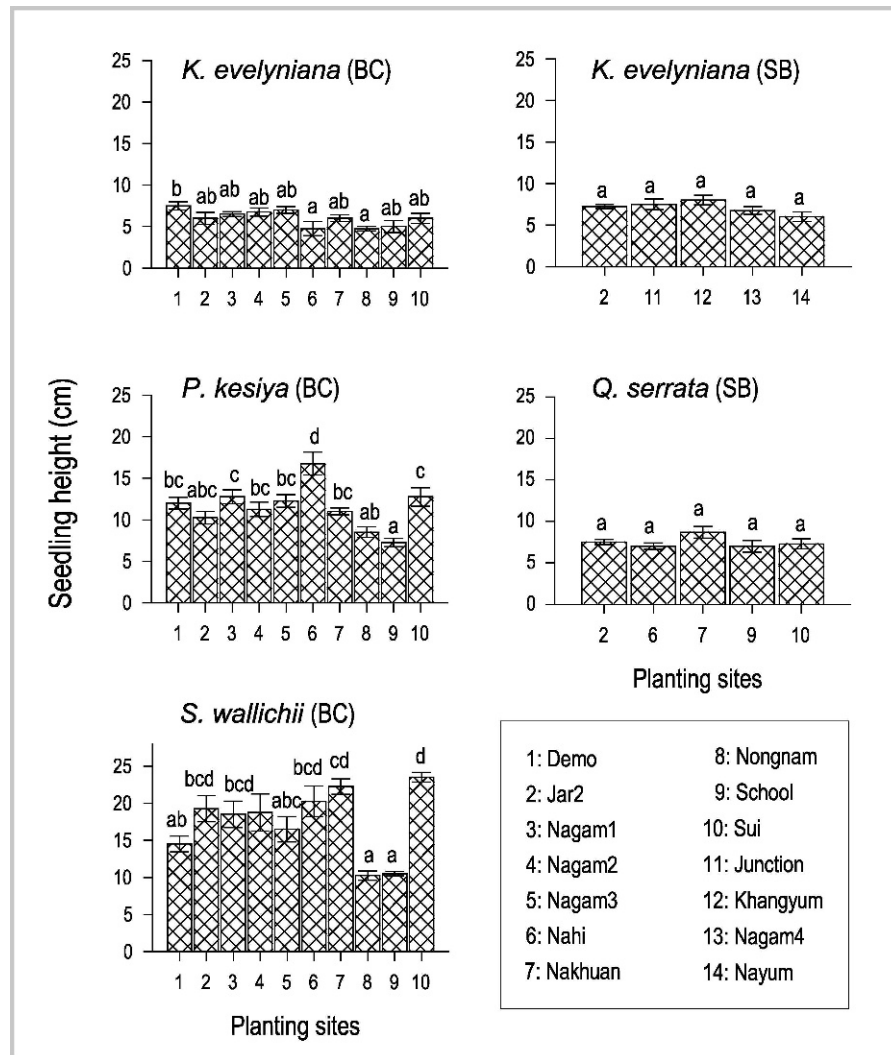 K. evelyniana (BC)
25
20
15
10
5
0
b ab ab ab ab a ab a ab ab
1 2 3 4 5 6 7 8 9 10
K. evelyniana (SB)
25
20
15
10
5
0
a a a a a
2 11 12 13 14
Seedling height (cm)
P. kesiya (BC)
25
20
15
10
5
0
bc abc c bc bc d bc ab a c
1 2 3 4 5 6 7 8 9 10
Q. serrata (SB)
25
20
15
10
5
0
a a a a a
2 6 7 9 10
Planting sites
S. wallichii (BC)
25
20
15
10
5
0
ab bcd bcd abc bcd cd a a d
1 2 3 4 5 6 7 8 9 10
Planting sites
1: Demo
2: Jar2
3: Nagam1
4: Nagam2
5: Nagam3
6: Nahi
7: Nakhuan
8: Nongnam
9: School
10: Sui
11: Junction
12: Khangyum
13: Nagam4
14: Nayum